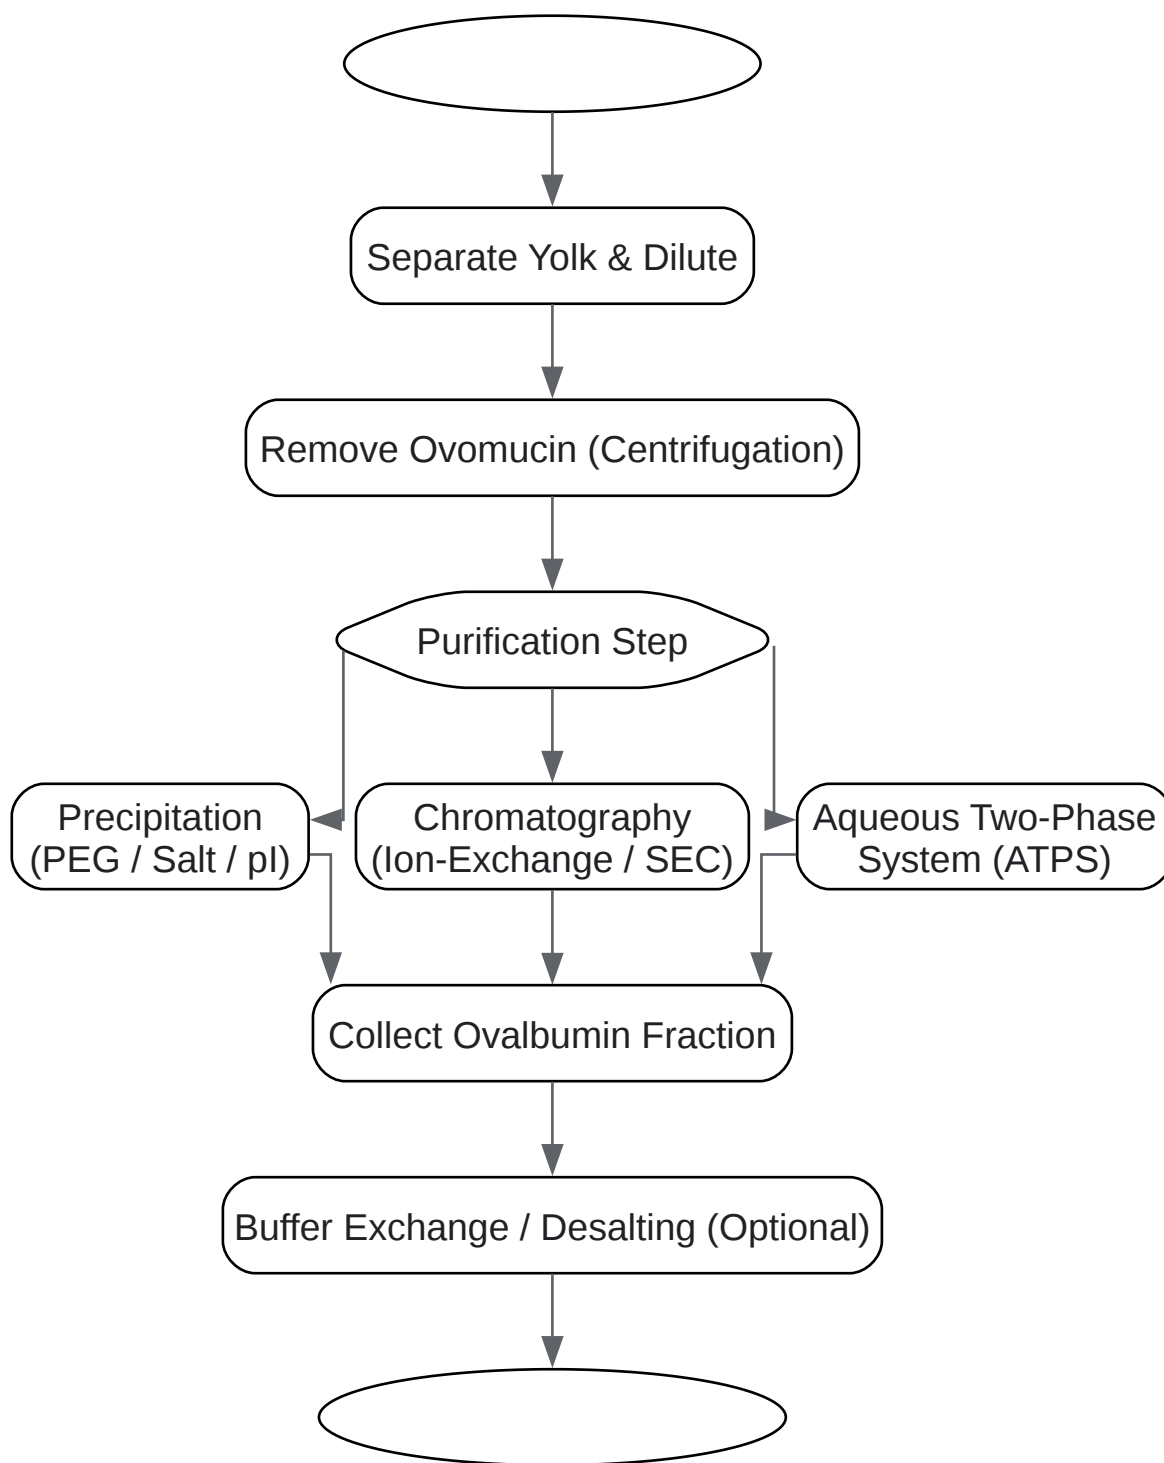 Separate Yolk & Dilute
Remove Ovomucin (Centrifugation)
Purification Step
Precipitation
(PEG / Salt / pI)
Chromatography
(Ion-Exchange / SEC)
Aqueous Two-Phase
System (ATPS)
Collect Ovalbumin Fraction
Buffer Exchange / Desalting (Optional)